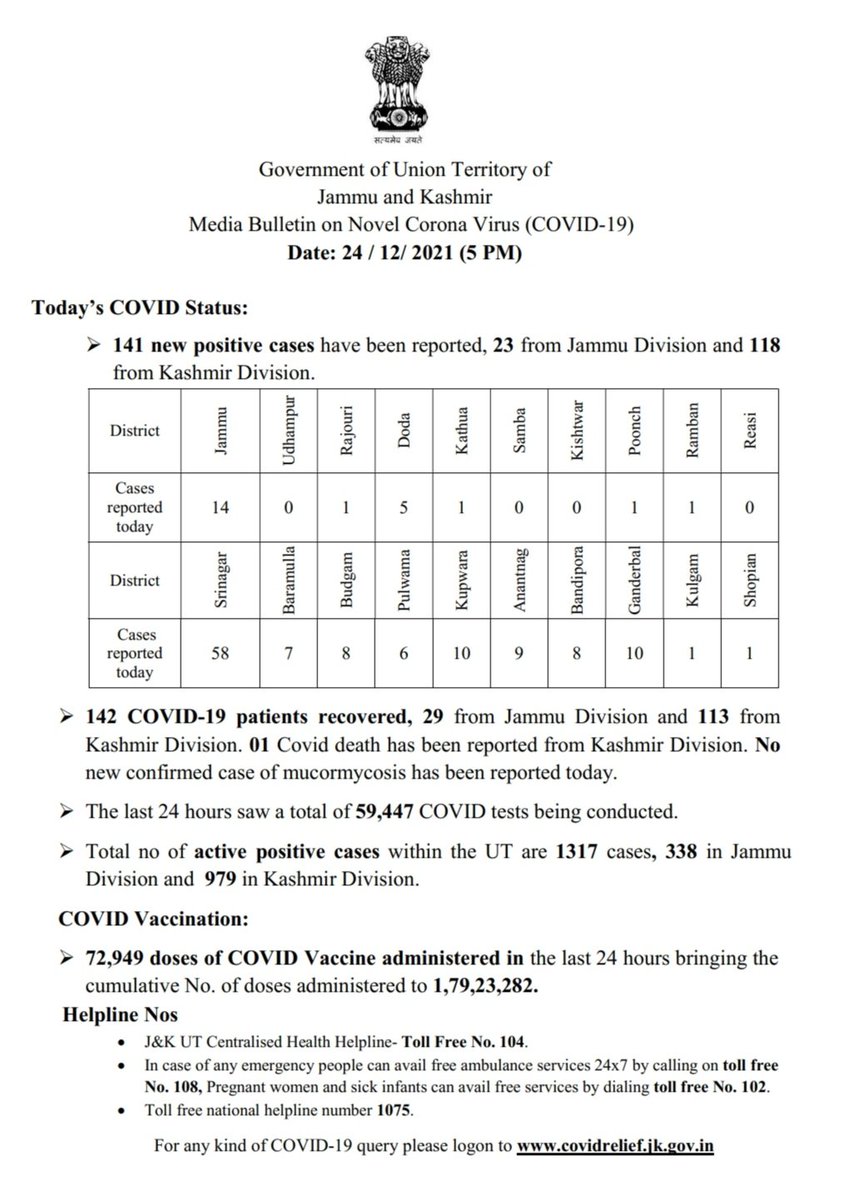 सत्यमेव जयते
Government of Union Territory of
Jammu and Kashmir
Media Bulletin on Novel Corona Virus (COVID-19)
Date: 24 / 12/ 2021 (5 PM)
Today’s COVID Status:
➢ 141 new positive cases have been reported, 23 from Jammu Division and 118
from Kashmir Division.
District Jammu Udhampur Rajouri Doda Kathua Samba Kishtwar Poonch Ramban Reasi
Cases
reported 14 0 1 5 1 0 0 1 1 0
today
District Srinagar Baramulla Budgam Pulwama Kupwara Anantnag Bandipora Ganderbal Kulgam Shopian
Cases
reported 58 7 8 6 10 9 8 10 1 1
today
➢ 142 COVID-19 patients recovered, 29 from Jammu Division and 113 from
Kashmir Division. 01 Covid death has been reported from Kashmir Division. No
new confirmed case of mucormycosis has been reported today.
➢ The last 24 hours saw a total of 59,447 COVID tests being conducted.
➢ Total no of active positive cases within the UT are 1317 cases, 338 in Jammu
Division and 979 in Kashmir Division.
COVID Vaccination:
➢ 72,949 doses of COVID Vaccine administered in the last 24 hours bringing the
cumulative No. of doses administered to 1,79,23,282.
Helpline Nos
• J&K UT Centralised Health Helpline- Toll Free No. 104.
• In case of any emergency people can avail free ambulance services 24x7 by calling on toll free
No. 108, Pregnant women and sick infants can avail free services by dialing toll free No. 102.
• Toll free national helpline number 1075.
For any kind of COVID-19 query please logon to www.covidrelief.jk.gov.in